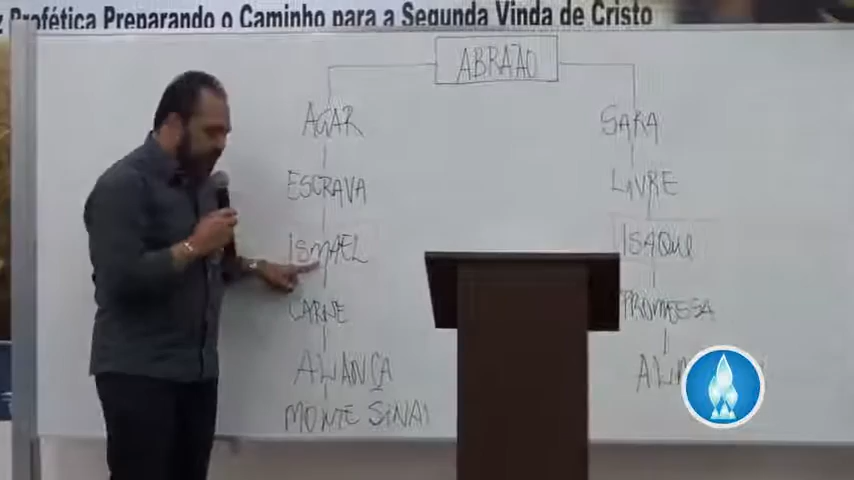 Profética Preparando o Caminho para a Segunda Vinda de Cristo
ABRAÃO
AGAR
SARA
ESCRAVA
LIVRE
ISMAEL
ISAQUE
CARNE
PROMESSA
ALIANÇA
MONTE SINAI